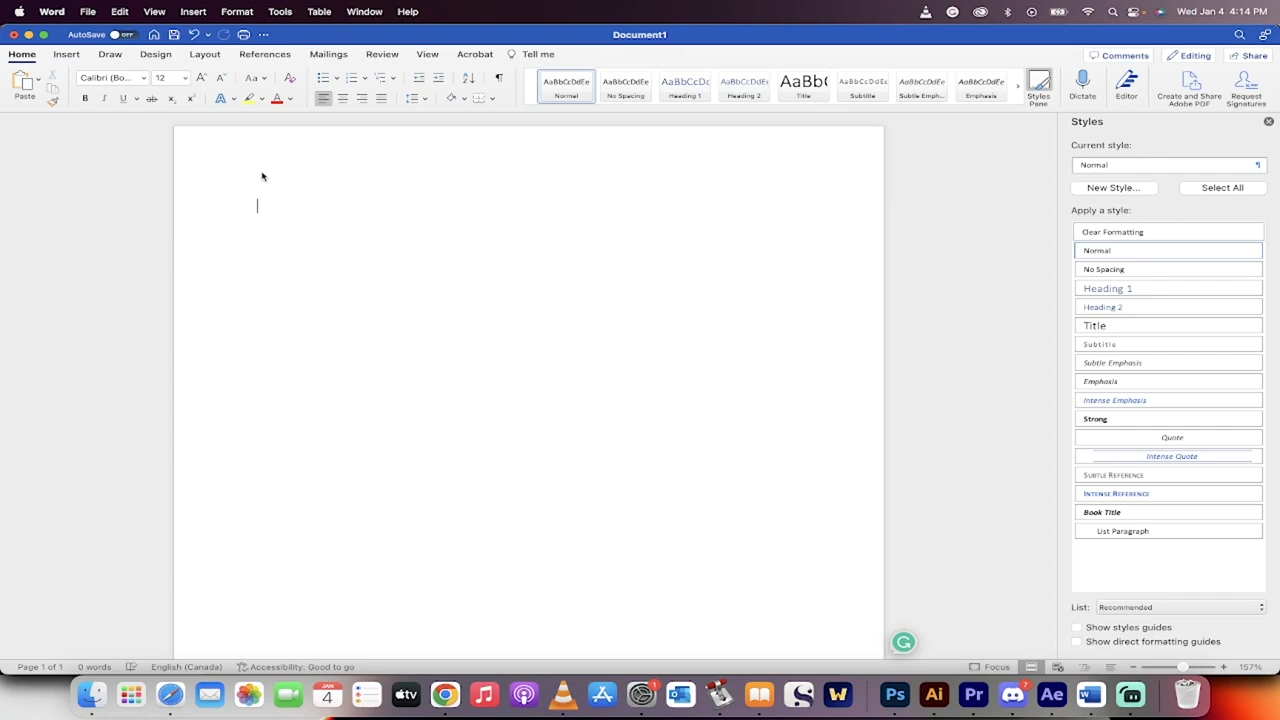 Word File Edit View Insert Format Tools Table Window Help Wed Jan 4 4:14 PM
AutoSave OFF Document1
Home Insert Draw Design Layout References Mailings Review View Acrobat Tell me Comments Editing Share
Paste Calibri (Bo... 12 Aa
AaBbCcDdEe AaBbCcDdEe AaBbCcDc AaBbCcDdEe AaBb( AaBbCcDdEe AaBbCcDdEe AaBbCcDdEe
Normal No Spacing Heading 1 Heading 2 Title Subtitle Subtle Emph... Emphasis
Styles Pane Dictate Editor Create and Share Adobe PDF Request Signatures
Styles
Current style:
Normal
New Style... Select All
Apply a style:
Clear Formatting
Normal
No Spacing
Heading 1
Heading 2
Title
Subtitle
Subtle Emphasis
Emphasis
Intense Emphasis
Strong
Quote
Intense Quote
SUBTLE REFERENCE
INTENSE REFERENCE
Book Title
List Paragraph
List: Recommended
Show styles guides
Show direct formatting guides
Page 1 of 1 0 words English (Canada) Accessibility: Good to go Focus 157%
JAN 4 tv 1 W Ps Ai Pr 7 Ae W